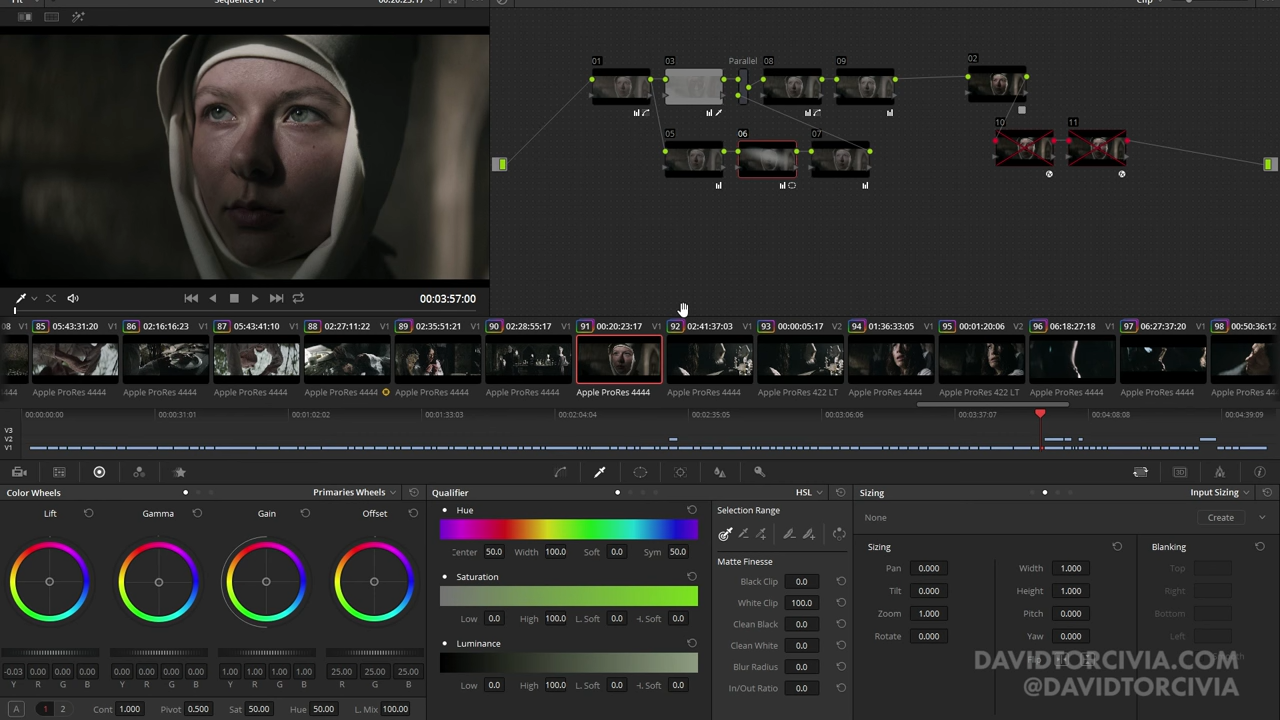 Sequence 01
00:20:23:17
Clip
01
03
Parallel
08
09
02
05
06
07
10
11
00:03:57:00
08
85 05:43:31:20 V1
86 02:16:16:23 V1
87 05:43:41:10 V1
88 02:27:11:22 V1
89 02:35:51:21 V1
90 02:28:55:17 V1
91 00:20:23:17 V1
92 02:41:37:03 V1
93 00:00:05:17 V1
94 01:36:33:05 V1
95 00:01:20:06 V2
96 06:18:27:18 V1
97 06:27:37:20 V1
98 00:50:36:1
4444
Apple ProRes 4444
Apple ProRes 4444
Apple ProRes 4444
Apple ProRes 4444
Apple ProRes 4444
Apple ProRes 4444
Apple ProRes 4444
Apple ProRes 4444
Apple ProRes 422 LT
Apple ProRes 4444
Apple ProRes 422 LT
Apple ProRes 4444
Apple ProRes 4444
Apple ProRes 4
00:00:00:00 00:00:31:01 00:01:02:02 00:01:33:03 00:02:04:04 00:02:35:05 00:03:06:06 00:03:37:07 00:04:08:08 00:04:39:09
V3
V2
V1
Color Wheels Primaries Wheels
Lift Gamma Gain Offset
-0.03 0.00 0.00 0.00 0.00 0.00 0.00 0.00 1.00 1.00 1.00 1.00 25.00 25.00 25.00
Y R G B Y R G B Y R G B R G B
A 1 2 Cont 1.000 Pivot 0.500 Sat 50.00 Hue 50.00 L. Mix 100.00
Qualifier HSL
Hue
Center 50.0 Width 100.0 Soft 0.0 Sym 50.0
Saturation
Low 0.0 High 100.0 L. Soft 0.0 H. Soft 0.0
Luminance
Low 0.0 High 100.0 L. Soft 0.0 H. Soft 0.0
Selection Range
Matte Finesse
Black Clip 0.0
White Clip 100.0
Clean Black 0.0
Clean White 0.0
Blur Radius 0.0
In/Out Ratio 0.0
Sizing Input Sizing
None Create
Sizing Blanking
Pan 0.000 Width 1.000 Top
Tilt 0.000 Height 1.000 Right
Zoom 1.000 Pitch 0.000 Bottom
Rotate 0.000 Yaw 0.000 Left
DAVIDTORCIVIA.COM
@DAVIDTORCIVIA